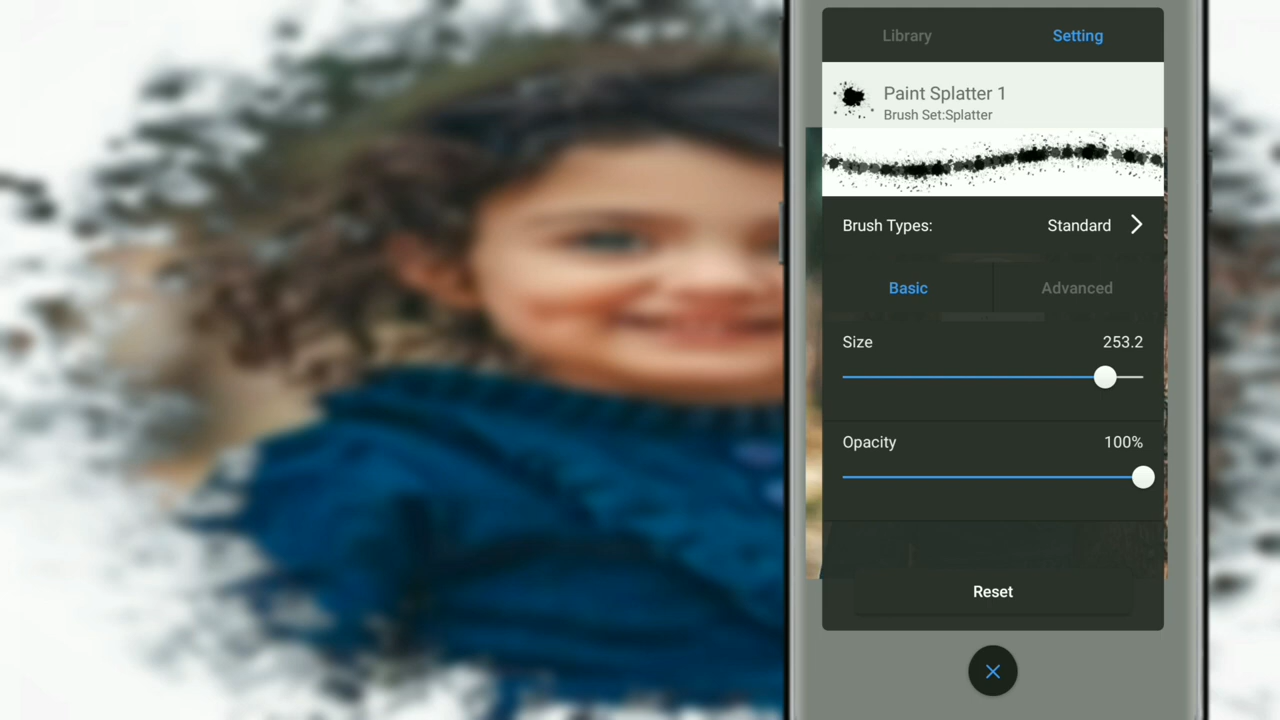 Library
Setting
Paint Splatter 1
Brush Set:Splatter
Brush Types:
Standard
Basic
Advanced
Size
253.2
Opacity
100%
Reset